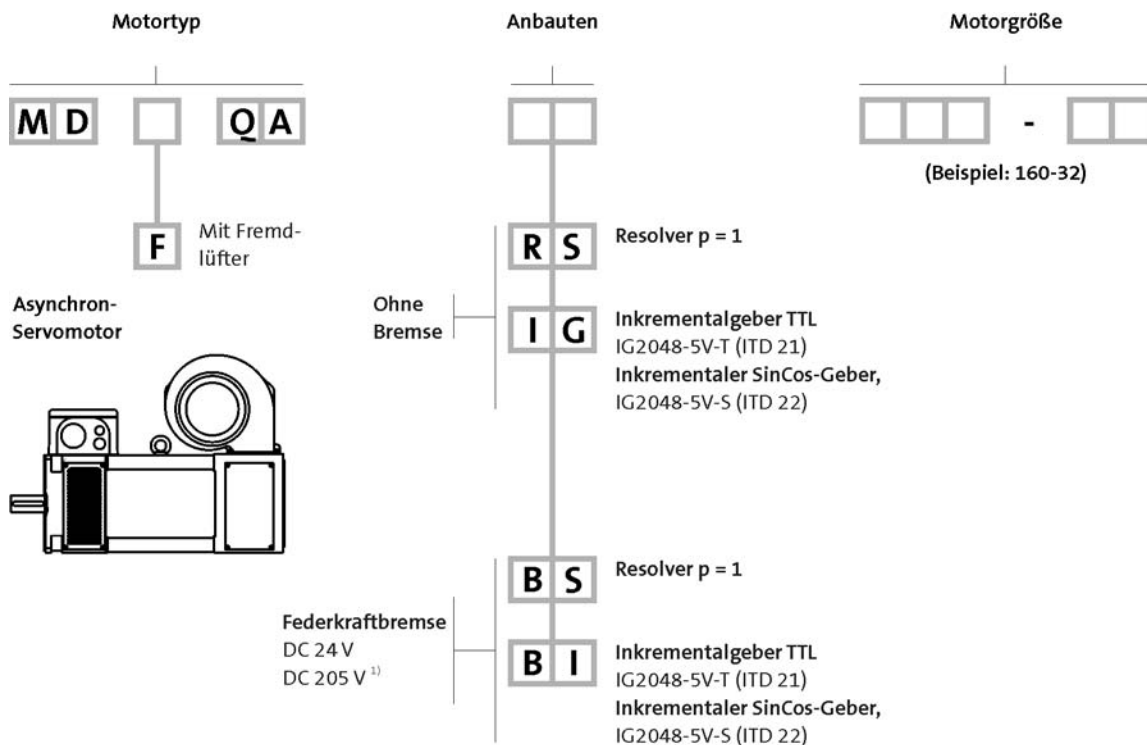 Motortyp
Anbauten
Motorgröße
M D Q A
-
(Beispiel: 160-32)
F
Mit Fremd-
lüfter
Asynchron-
Servomotor
Ohne
Bremse
R S
Resolver p = 1
I G
Inkrementalgeber TTL
IG2048-5V-T (ITD 21)
Inkrementaler SinCos-Geber,
IG2048-5V-S (ITD 22)
Federkraftbremse
DC 24 V
DC 205 V 1)
B S
Resolver p = 1
B I
Inkrementalgeber TTL
IG2048-5V-T (ITD 21)
Inkrementaler SinCos-Geber,
IG2048-5V-S (ITD 22)